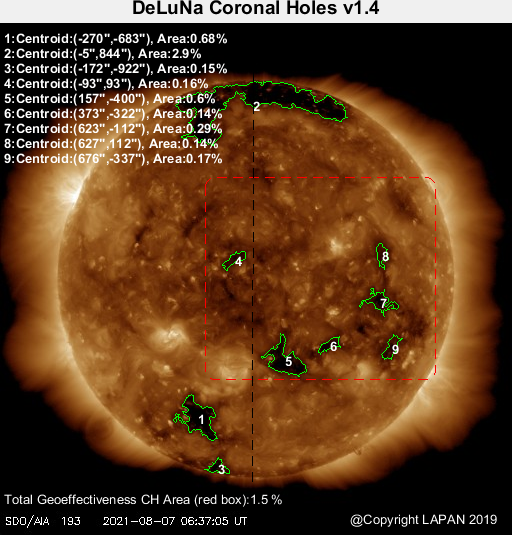 DeLuNa Coronal Holes v1.4
1:Centroid:(-270",-683"), Area:0.68%
2:Centroid:(-5",844"), Area:2.9%
3:Centroid:(-172",-922"), Area:0.15%
4:Centroid:(-93",93"), Area:0.16%
5:Centroid:(157",-400"), Area:0.6%
6:Centroid:(373",-322"), Area:0.14%
7:Centroid:(623",-112"), Area:0.29%
8:Centroid:(627",112"), Area:0.14%
9:Centroid:(676",-337"), Area:0.17%
2
4
8
7
6
9
5
1
3
Total Geoeffectiveness CH Area (red box):1.5 %
SDO/AIA 193 2021-08-07 06:37:05 UT
@Copyright LAPAN 2019